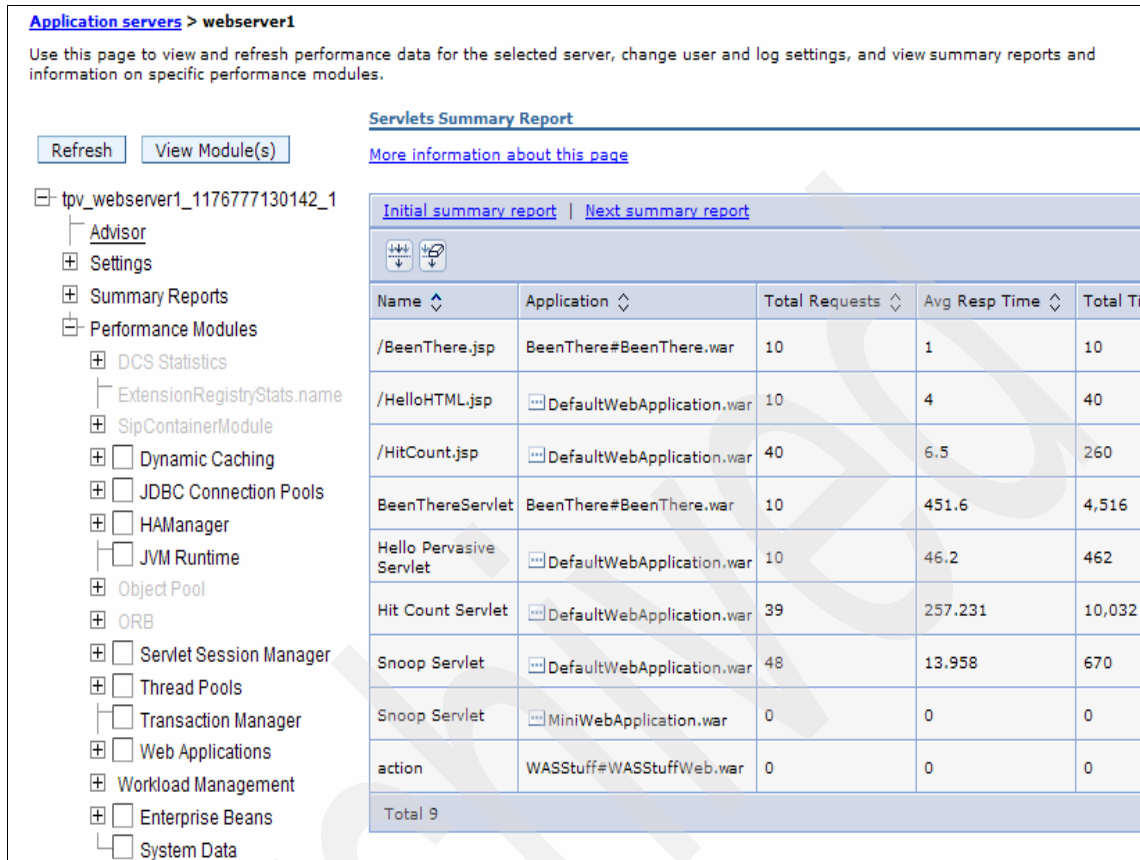 Application servers > webserver1
Use this page to view and refresh performance data for the selected server, change user and log settings, and view summary reports and
information on specific performance modules.
Refresh
View Module(s)
tpv_webserver1_1176777130142_1
Advisor
Settings
Summary Reports
Performance Modules
DCS Statistics
ExtensionRegistryStats.name
SipContainerModule
Dynamic Caching
JDBC Connection Pools
HAManager
JVM Runtime
Object Pool
ORB
Servlet Session Manager
Thread Pools
Transaction Manager
Web Applications
Workload Management
Enterprise Beans
System Data
Servlets Summary Report
More information about this page
Initial summary report | Next summary report
Name Application Total Requests Avg Resp Time Total Ti
/BeenThere.jsp BeenThere#BeenThere.war 10 1 10
/HelloHTML.jsp DefaultWebApplication.war 10 4 40
/HitCount.jsp DefaultWebApplication.war 40 6.5 260
BeenThereServlet BeenThere#BeenThere.war 10 451.6 4,516
Hello Pervasive
Servlet DefaultWebApplication.war 10 46.2 462
Hit Count Servlet DefaultWebApplication.war 39 257.231 10,032
Snoop Servlet DefaultWebApplication.war 48 13.958 670
Snoop Servlet MiniWebApplication.war 0 0 0
action WASStuff#WASStuffWeb.war 0 0 0
Total 9